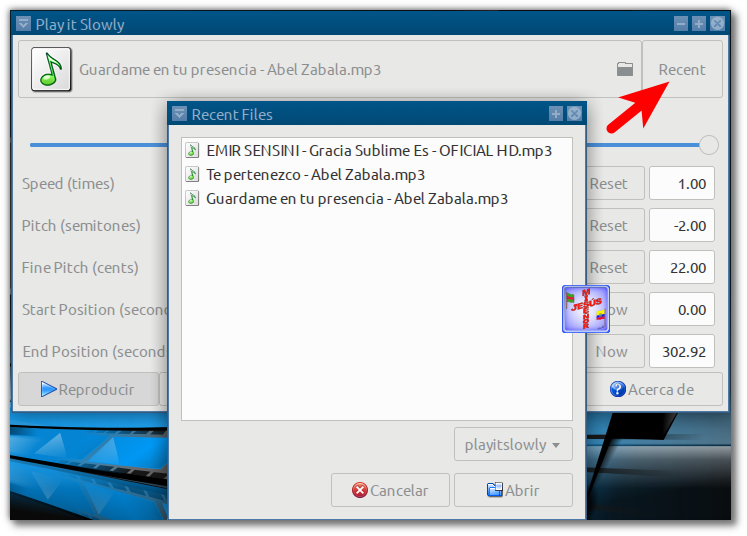 Play it Slowly
Guardame en tu presencia - Abel Zabala.mp3
Recent
Recent Files
EMIR SENSINI - Gracia Sublime Es - OFICIAL HD.mp3
Te pertenezco - Abel Zabala.mp3
Guardame en tu presencia - Abel Zabala.mp3
Speed (times)
Reset
1.00
Pitch (semitones)
Reset
-2.00
Fine Pitch (cents)
Reset
22.00
Start Position (second
ow
0.00
End Position (second
Now
302.92
JESÚS
Reproducir
Acerca de
playitslowly
Cancelar
Abrir